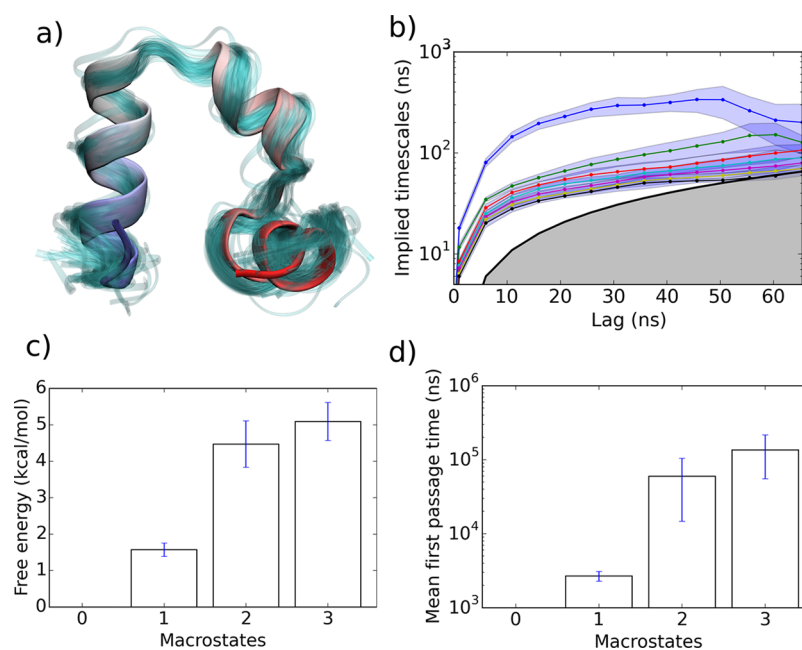 a)
b)
Implied timescales (ns)
10³
10²
10¹
0 10 20 30 40 50 60
Lag (ns)
c)
Free energy (kcal/mol)
6
5
4
3
2
1
0
0 1 2 3
Macrostates
d)
Mean first passage time (ns)
10⁶
10⁵
10⁴
10³
0 1 2 3
Macrostates